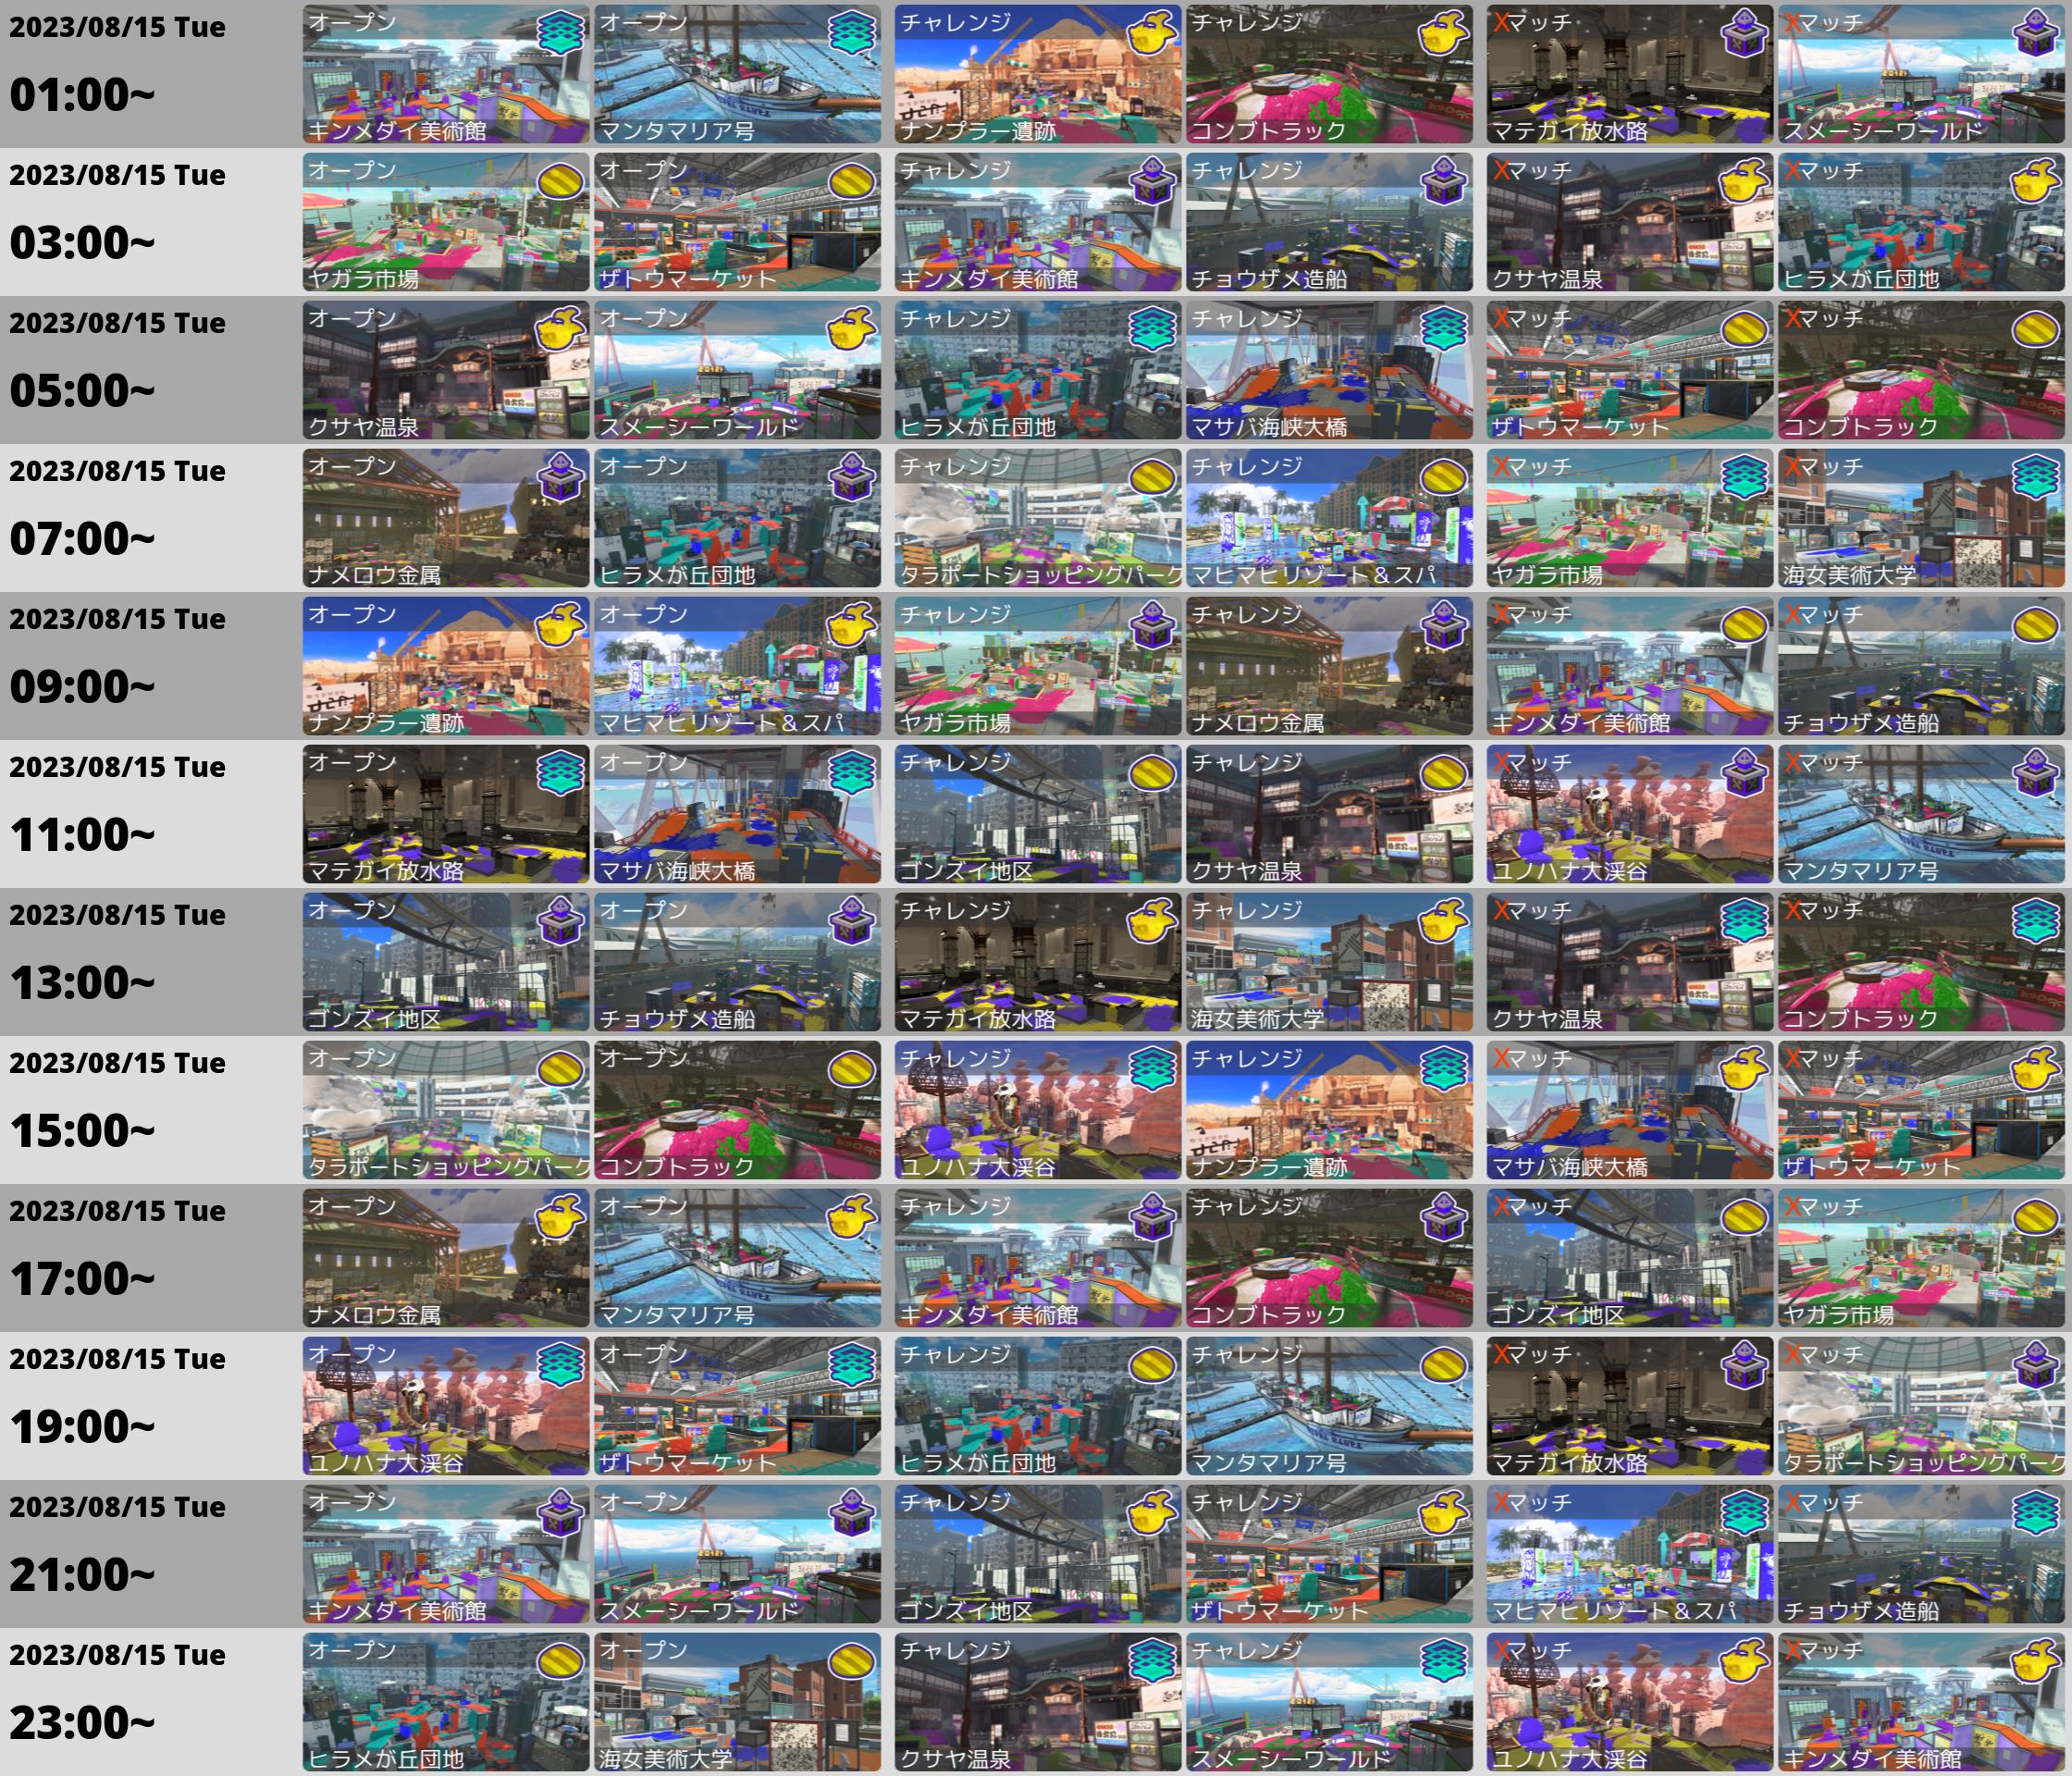 2023/08/15 Tue
01:00~
オープン オープン チャレンジ チャレンジ Xマッチ Xマッチ
キンメダイ美術館 マンタマリア号 ナンプラー遺跡 コンブトラック マテガイ放水路 スメーシーワールド
2023/08/15 Tue
03:00~
オープン オープン チャレンジ チャレンジ Xマッチ Xマッチ
ヤガラ市場 ザトウマーケット キンメダイ美術館 チョウザメ造船 クサヤ温泉 ヒラメが丘団地
2023/08/15 Tue
05:00~
オープン オープン チャレンジ チャレンジ Xマッチ Xマッチ
クサヤ温泉 スメーシーワールド ヒラメが丘団地 マサバ海峡大橋 ザトウマーケット コンブトラック
2023/08/15 Tue
07:00~
オープン オープン チャレンジ チャレンジ Xマッチ Xマッチ
ナメロウ金属 ヒラメが丘団地 タラポートショッピングパーク マヒマヒリゾート&スパ ヤガラ市場 海女美術大学
2023/08/15 Tue
09:00~
オープン オープン チャレンジ チャレンジ Xマッチ Xマッチ
ナンプラー遺跡 マヒマヒリゾート&スパ ヤガラ市場 ナメロウ金属 キンメダイ美術館 チョウザメ造船
2023/08/15 Tue
11:00~
オープン オープン チャレンジ チャレンジ Xマッチ Xマッチ
マテガイ放水路 マサバ海峡大橋 ゴンズイ地区 クサヤ温泉 ユノハナ大渓谷 マンタマリア号
2023/08/15 Tue
13:00~
オープン オープン チャレンジ チャレンジ Xマッチ Xマッチ
ゴンズイ地区 チョウザメ造船 マテガイ放水路 海女美術大学 クサヤ温泉 コンブトラック
2023/08/15 Tue
15:00~
オープン オープン チャレンジ チャレンジ Xマッチ Xマッチ
タラポートショッピングパーク コンブトラック ユノハナ大渓谷 ナンプラー遺跡 マサバ海峡大橋 ザトウマーケット
2023/08/15 Tue
17:00~
オープン オープン チャレンジ チャレンジ Xマッチ Xマッチ
ナメロウ金属 マンタマリア号 キンメダイ美術館 コンブトラック ゴンズイ地区 ヤガラ市場
2023/08/15 Tue
19:00~
オープン オープン チャレンジ チャレンジ Xマッチ Xマッチ
ユノハナ大渓谷 ザトウマーケット ヒラメが丘団地 マンタマリア号 マテガイ放水路 タラポートショッピングパーク
2023/08/15 Tue
21:00~
オープン オープン チャレンジ チャレンジ Xマッチ Xマッチ
キンメダイ美術館 スメーシーワールド ゴンズイ地区 ザトウマーケット マヒマヒリゾート&スパ チョウザメ造船
2023/08/15 Tue
23:00~
オープン オープン チャレンジ チャレンジ Xマッチ Xマッチ
ヒラメが丘団地 海女美術大学 クサヤ温泉 スメーシーワールド ユノハナ大渓谷 キンメダイ美術館